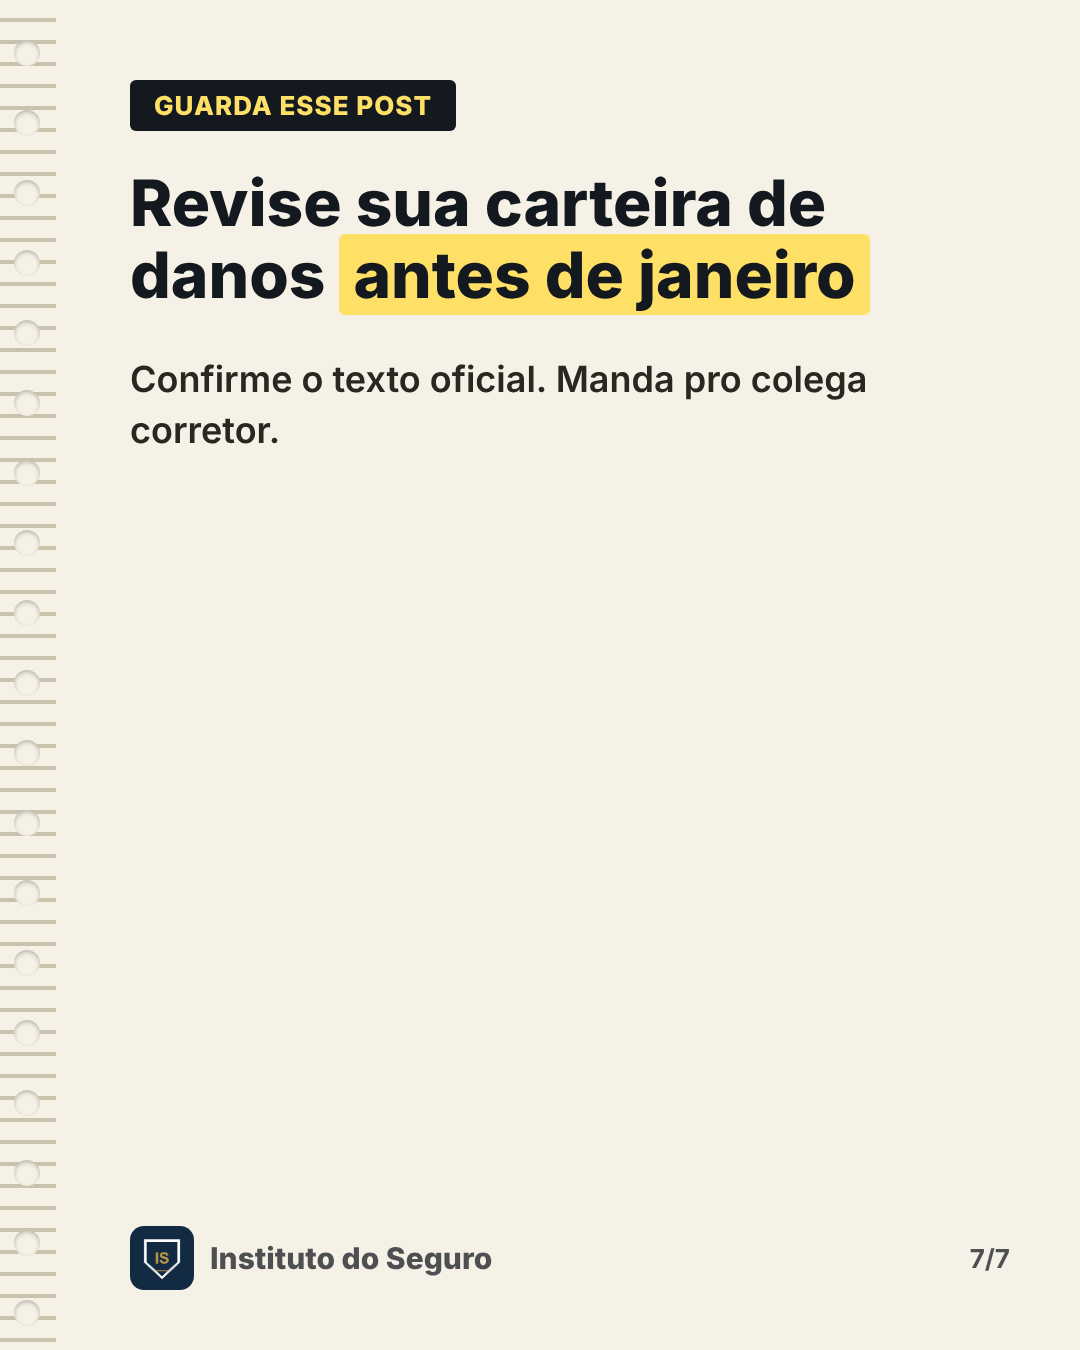 GUARDA ESSE POST
Revise sua carteira de
danos antes de janeiro
Confirme o texto oficial. Manda pro colega
corretor.
IS
Instituto do Seguro
7/7